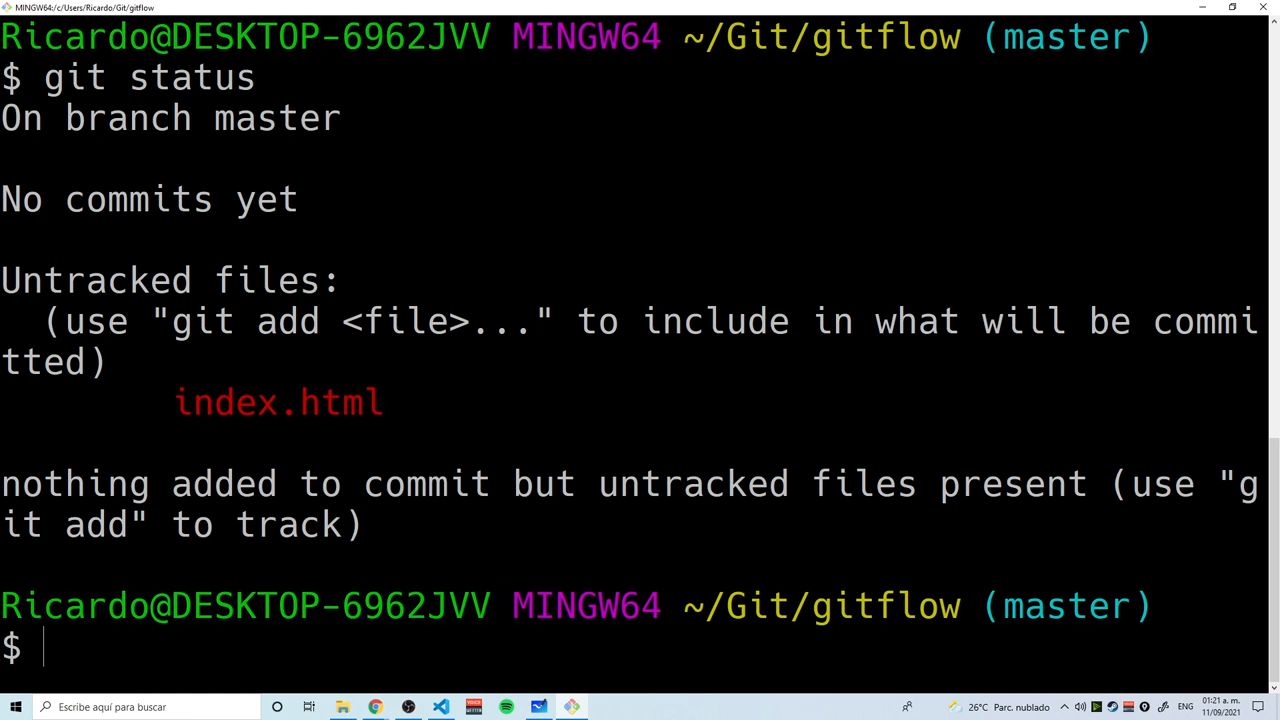 MINGW64:/c/Users/Ricardo/Git/gitflow
Ricardo@DESKTOP-6962JVV MINGW64 ~/Git/gitflow (master)
$ git status
On branch master
No commits yet
Untracked files:
(use "git add <file>..." to include in what will be commi
tted)
index.html
nothing added to commit but untracked files present (use "g
it add" to track)
Ricardo@DESKTOP-6962JVV MINGW64 ~/Git/gitflow (master)
$
Escribe aquí para buscar
26°C Parc. nublado
ENG
01:21 a. m.
11/09/2021